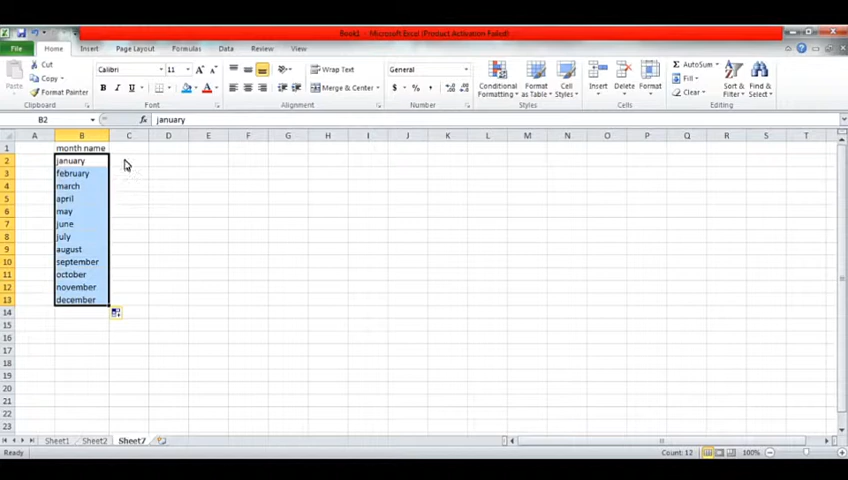 Book1 - Microsoft Excel (Product Activation Failed)
File Home Insert Page Layout Formulas Data Review View
Cut
Copy
Format Painter
Paste
Clipboard
Calibri 11
B I U
Font
Wrap Text
Merge & Center
Alignment
General
$ % ,
Number
Conditional Formatting
Format as Table
Cell Styles
Styles
Insert Delete Format
Cells
AutoSum
Fill
Clear
Sort & Filter
Find & Select
Editing
B2 fx january
A B C D E F G H I J K L M N O P Q R S T
1 month name
2 january
3 february
4 march
5 april
6 may
7 june
8 july
9 august
10 september
11 october
12 november
13 december
14
15
16
17
18
19
20
21
22
23
Sheet1 Sheet2 Sheet7
Ready Count: 12 100%